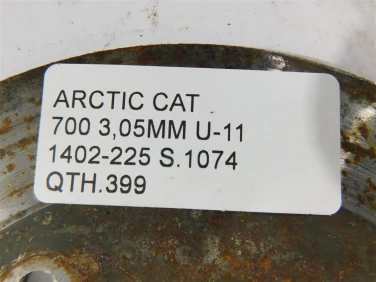 ARCTIC CAT
700 3,05MM U-11
1402-225 S.1074
QTH.399